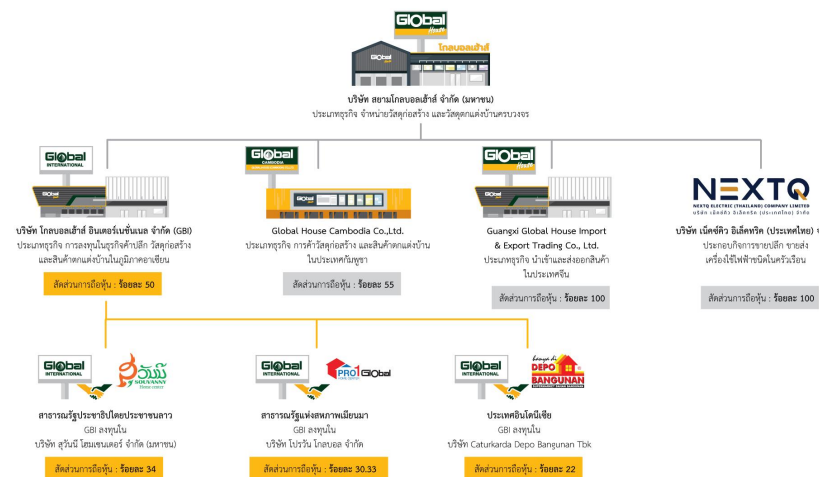 Global
House
โกลบอลเฮ้าส์
Global
บริษัท สยามโกลบอลเฮ้าส์ จำกัด (มหาชน)
ประเภทธุรกิจ จำหน่ายวัสดุก่อสร้าง และวัสดุตกแต่งบ้านครบวงจร
Global
INTERNATIONAL
Global
บริษัท โกลบอลเฮ้าส์ อินเตอร์เนชั่นเนล จำกัด (GBI)
ประเภทธุรกิจ การลงทุนในธุรกิจค้าปลีก วัสดุก่อสร้าง
และสินค้าตกแต่งบ้านในภูมิภาคอาเซียน
สัดส่วนการถือหุ้น : ร้อยละ 50
Global
CAMBODIA
Global
Global House Cambodia Co.,Ltd.
ประเภทธุรกิจ การค้าวัสดุก่อสร้าง และสินค้าตกแต่งบ้าน
ในประเทศกัมพูชา
สัดส่วนการถือหุ้น : ร้อยละ 55
Global
House
Global
Guangxi Global House Import
& Export Trading Co., Ltd.
ประเภทธุรกิจ นำเข้าและส่งออกสินค้า
ในประเทศจีน
สัดส่วนการถือหุ้น : ร้อยละ 100
NEXTQ
NEXTQ ELECTRIC (THAILAND) COMPANY LIMITED
บริษัท เน็คซ์คิว อิเล็คทริค (ประเทศไทย) จำกัด
บริษัท เน็คซ์คิว อิเล็คทริค (ประเทศไทย) จ
ประกอบกิจการขายปลีก ขายส่ง
เครื่องใช้ไฟฟ้าชนิดในครัวเรือน
สัดส่วนการถือหุ้น : ร้อยละ 100
Global
INTERNATIONAL
สุวันนี
SOUVANNY
Home center
สาธารณรัฐประชาธิปไตยประชาชนลาว
GBI ลงทุนใน
บริษัท สุวันนี โฮมเซนเตอร์ จำกัด (มหาชน)
สัดส่วนการถือหุ้น : ร้อยละ 34
Global
INTERNATIONAL
PRO1 Global
สาธารณรัฐแห่งสหภาพเมียนมา
GBI ลงทุนใน
บริษัท โปรวัน โกลบอล จำกัด
สัดส่วนการถือหุ้น : ร้อยละ 30.33
Global
INTERNATIONAL
hanya di
DEPO
BANGUNAN
ประเทศอินโดนีเซีย
GBI ลงทุนใน
บริษัท Caturkarda Depo Bangunan Tbk
สัดส่วนการถือหุ้น : ร้อยละ 22